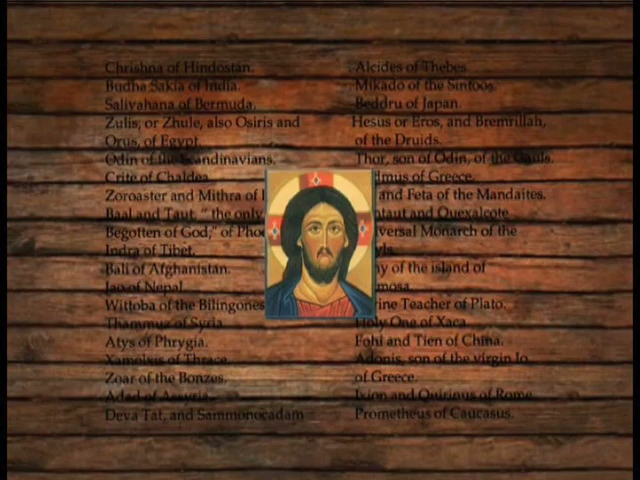 Chrishna of Hindostan.
Budha Sakia of India.
Salivahana of Bermuda.
Zulis, or Zhule, also Osiris and
Orus, of Egypt.
Odin of the Scandinavians.
Crite of Chaldea.
Zoroaster and Mithra of
Baal and Taut, " the only
Begotten of God," of
Indra of Tibet.
Bali of Afghanistan.
Jao of Nepal
Wittoba of the Bilingones
Thammuz of Syria
Atys of Phrygia.
Xamolxis of Thrace
Zoar of the Bonzes.
Adad of Assyria
Deva Tat, and Sammonocadam
Alcides of Thebes
Mikado of the Sintoos.
Beddru of Japan.
Hesus or Eros, and Bremrillah,
of the Druids.
Thor, son of Odin, of the Gauls.
of Greece.
and Feta of the Mandaites.
and Quexalcote
Monarch of the
of the island of
Teacher of Plato.
Holy One of Xaca
Fohi and Tien of China.
Adonis, son of the virgin Io
of Greece.
Ixion and Quirinus of Rome
Prometheus of Caucasus.